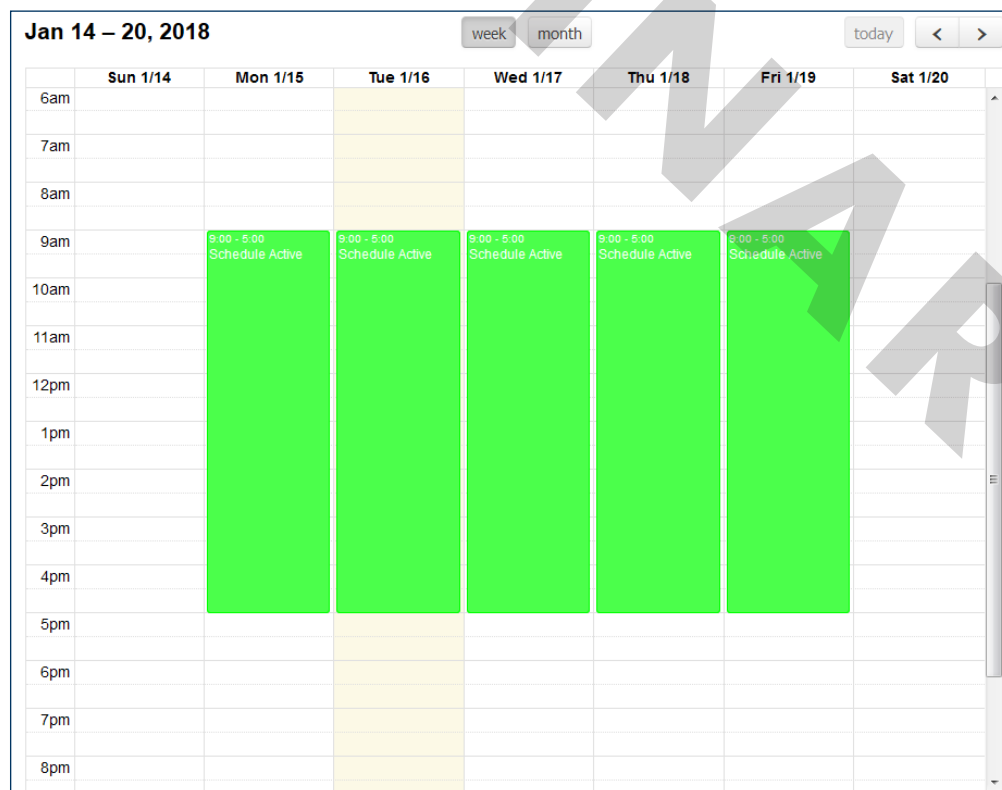 Jan 14 – 20, 2018
week month
today
Sun 1/14 Mon 1/15 Tue 1/16 Wed 1/17 Thu 1/18 Fri 1/19 Sat 1/20
6am
7am
8am
9am
9:00 - 5:00 9:00 - 5:00 9:00 - 5:00 9:00 - 5:00 9:00 - 5:00
Schedule Active Schedule Active Schedule Active Schedule Active Schedule Active
10am
11am
12pm
1pm
2pm
3pm
4pm
5pm
6pm
7pm
8pm
NAR